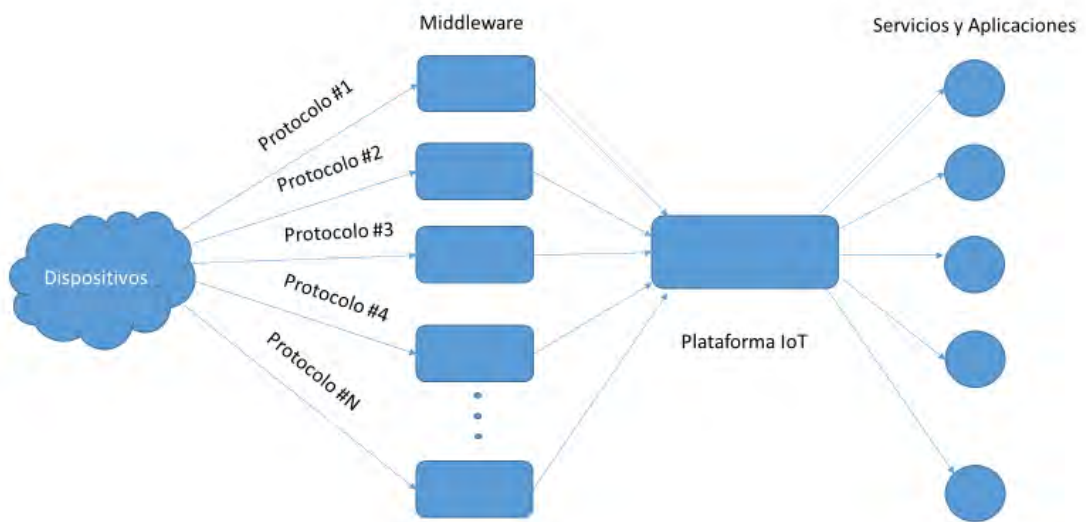 Middleware
Servicios y Aplicaciones
Protocolo #1
Protocolo #2
Protocolo #3
Dispositivos
Protocolo #4
Plataforma IoT
Protocolo #N